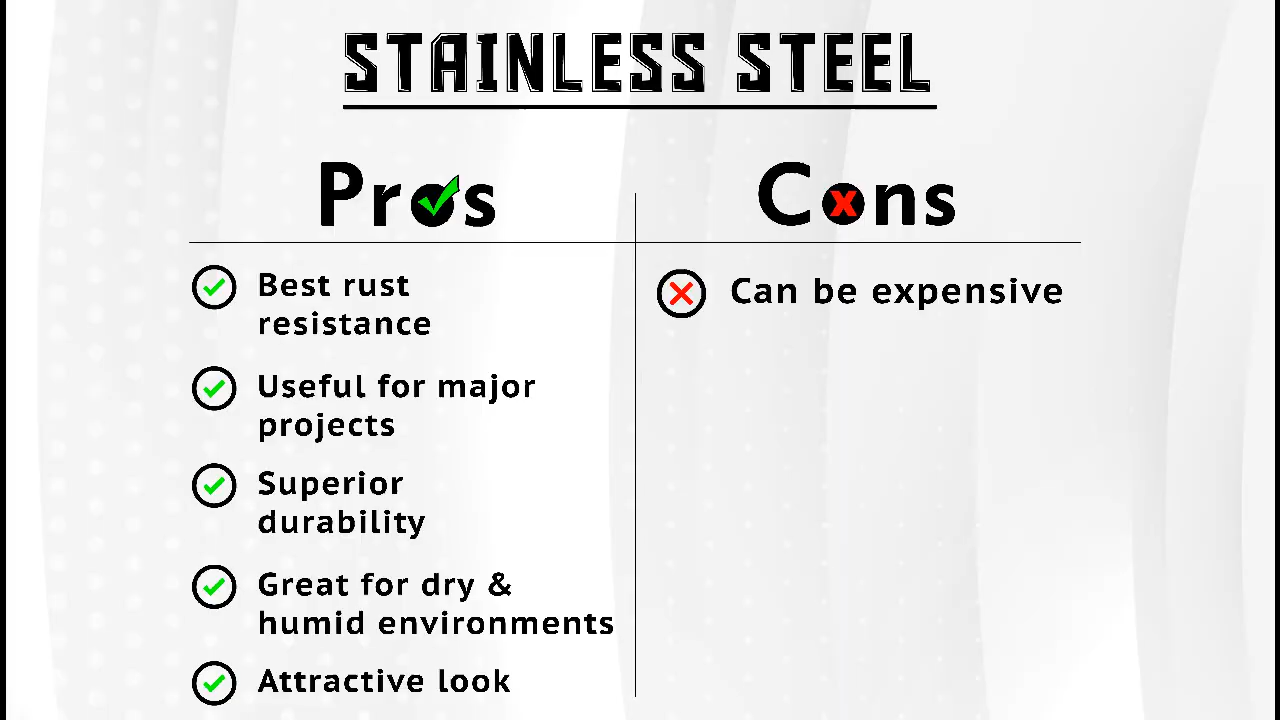 STAINLESS STEEL
Pros
Cons
Best rust
resistance
Useful for major
projects
Superior
durability
Great for dry &
humid environments
Attractive look
Can be expensive